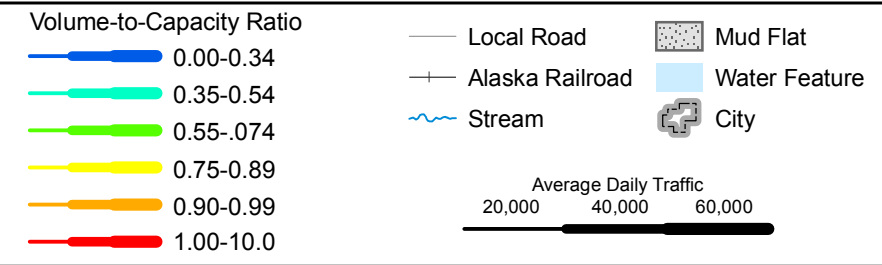 Volume-to-Capacity Ratio
0.00-0.34
0.35-0.54
0.55-.074
0.75-0.89
0.90-0.99
1.00-10.0
Local Road
Alaska Railroad
Stream
Mud Flat
Water Feature
City
Average Daily Traffic
20,000 40,000 60,000